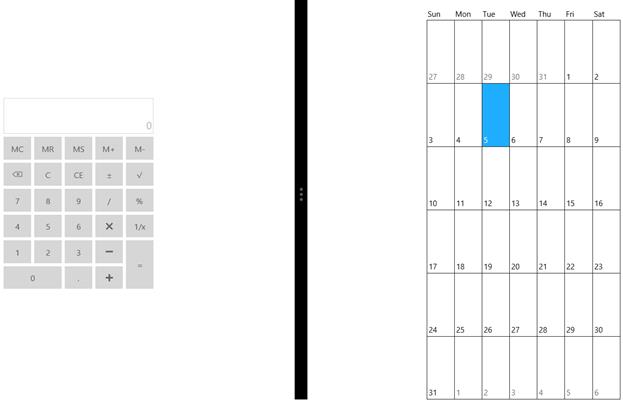 0
MC MR MS M+ M-
⌫ C CE ± √
7 8 9 / %
4 5 6 × 1/x
1 2 3 − =
0 . +
Sun Mon Tue Wed Thu Fri Sat
27 28 29 30 31 1 2
3 4 5 6 7 8 9
10 11 12 13 14 15 16
17 18 19 20 21 22 23
24 25 26 27 28 29 30
31 1 2 3 4 5 6